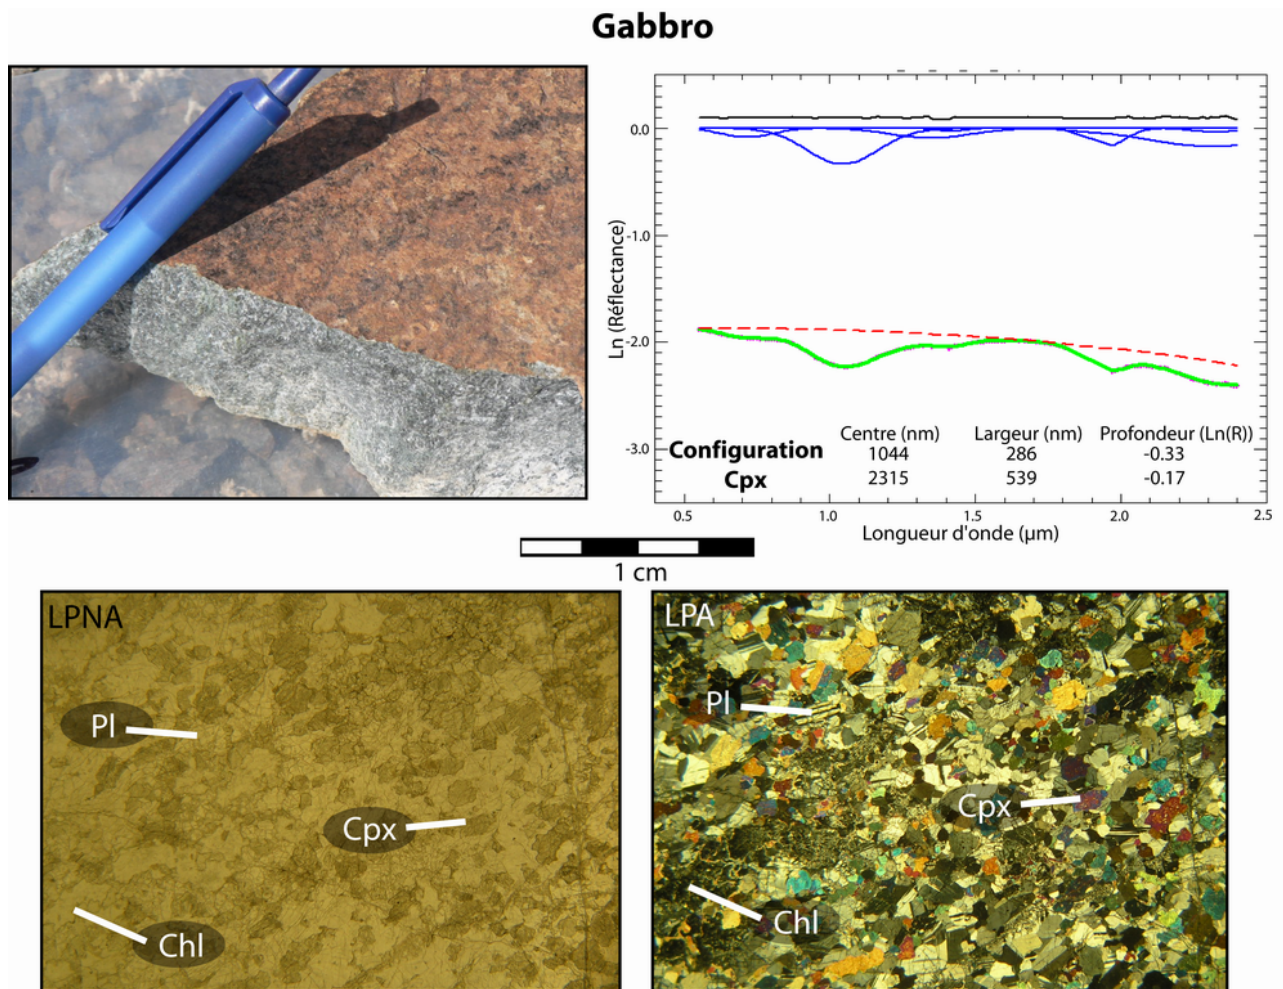 Gabbro
0.0
-1.0
-2.0
-3.0
Ln (Réflectance)
Centre (nm) Largeur (nm) Profondeur (Ln(R))
Configuration 1044 286 -0.33
Cpx 2315 539 -0.17
0.5 1.0 1.5 2.0 2.5
Longueur d'onde (µm)
1 cm
LPNA
Pl
Cpx
Chl
LPA
Pl
Cpx
Chl